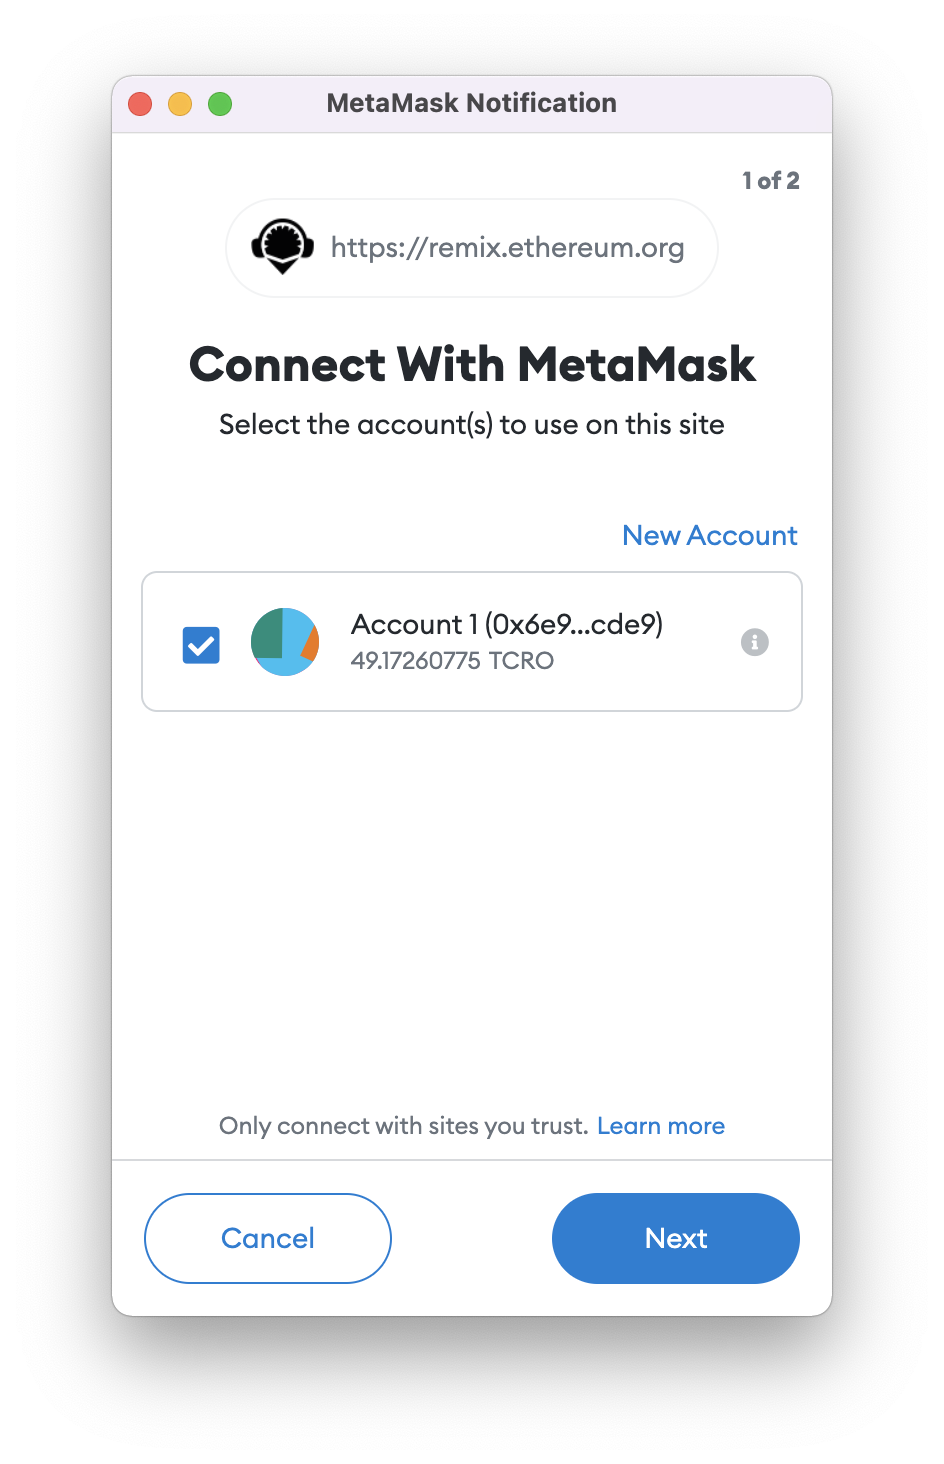 MetaMask Notification
1 of 2
https://remix.ethereum.org
Connect With MetaMask
Select the account(s) to use on this site
New Account
Account 1 (0x6e9...cde9)
49.17260775 TCRO
Only connect with sites you trust. Learn more
Cancel
Next